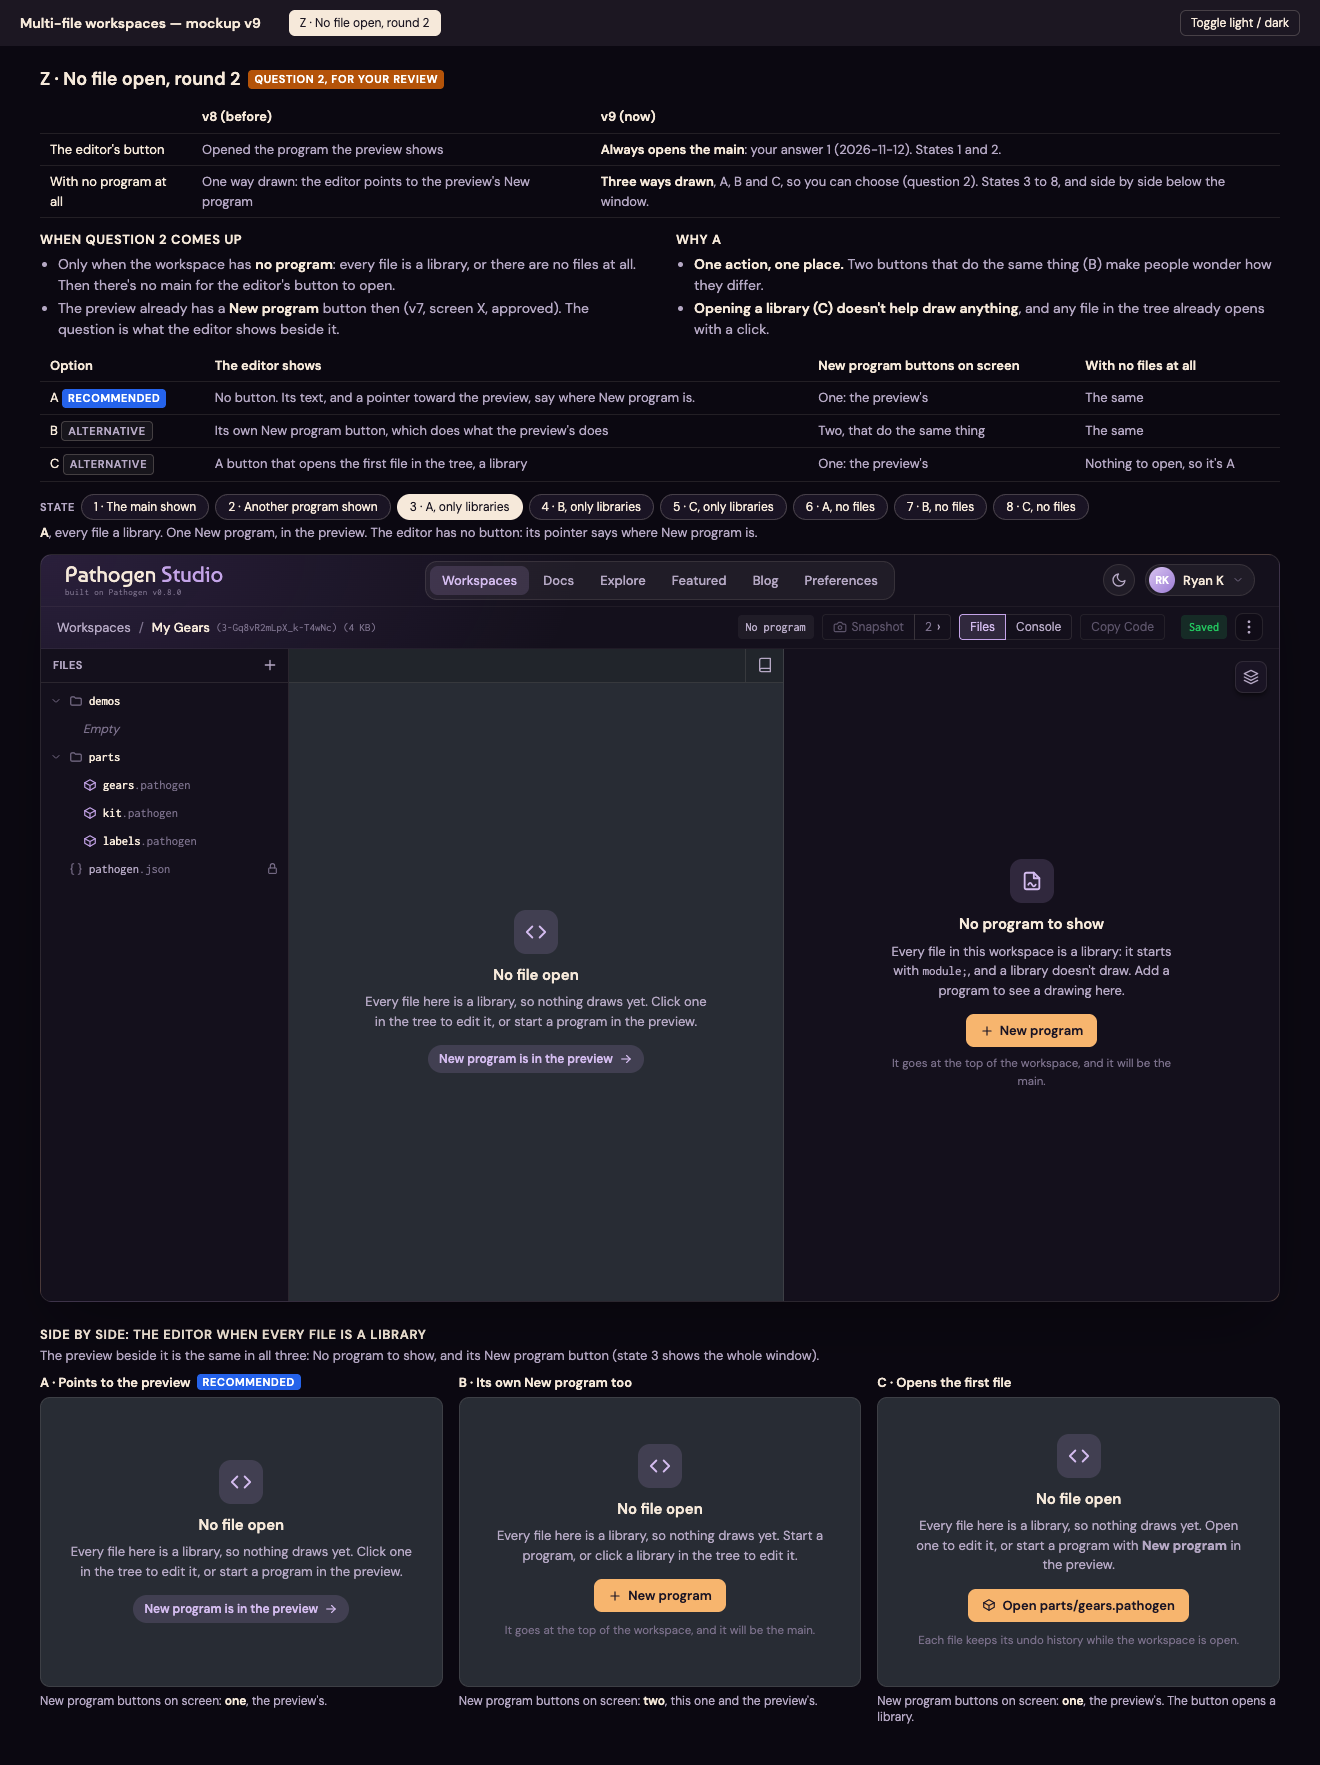 Multi-file workspaces — mockup v9
Z · No file open, round 2
Toggle light / dark
Z · No file open, round 2 QUESTION 2, FOR YOUR REVIEW
v8 (before) v9 (now)
The editor's button Opened the program the preview shows Always opens the main: your answer 1 (2026-11-12). States 1 and 2.
With no program at all One way drawn: the editor points to the preview's New program Three ways drawn, A, B and C, so you can choose (question 2). States 3 to 8, and side by side below the window.
WHEN QUESTION 2 COMES UP
• Only when the workspace has no program: every file is a library, or there are no files at all.
Then there's no main for the editor's button to open.
• The preview already has a New program button then (v7, screen X, approved). The
question is what the editor shows beside it.
WHY A
• One action, one place. Two buttons that do the same thing (B) make people wonder how
they differ.
• Opening a library (C) doesn't help draw anything, and any file in the tree already opens
with a click.
Option The editor shows New program buttons on screen With no files at all
A RECOMMENDED No button. Its text, and a pointer toward the preview, say where New program is. One: the preview's The same
B ALTERNATIVE Its own New program button, which does what the preview's does Two, that do the same thing The same
C ALTERNATIVE A button that opens the first file in the tree, a library One: the preview's Nothing to open, so it's A
STATE 1 · The main shown 2 · Another program shown 3 · A, only libraries 4 · B, only libraries 5 · C, only libraries 6 · A, no files 7 · B, no files 8 · C, no files
A, every file a library. One New program, in the preview. The editor has no button: its pointer says where New program is.
Pathogen Studio
built on Pathogen v0.8.0
Workspaces Docs Explore Featured Blog Preferences
RK Ryan K
Workspaces / My Gears (3-Gq8vR2mLpX_k-T4wNc) (4 KB)
No program Snapshot 2 › Files Console Copy Code Saved
FILES
demos
Empty
parts
gears.pathogen
kit.pathogen
labels.pathogen
{} pathogen.json
No file open
Every file here is a library, so nothing draws yet. Click one
in the tree to edit it, or start a program in the preview.
New program is in the preview →
No program to show
Every file in this workspace is a library: it starts
with module;, and a library doesn't draw. Add a
program to see a drawing here.
+ New program
It goes at the top of the workspace, and it will be the
main.
SIDE BY SIDE: THE EDITOR WHEN EVERY FILE IS A LIBRARY
The preview beside it is the same in all three: No program to show, and its New program button (state 3 shows the whole window).
A · Points to the preview RECOMMENDED
No file open
Every file here is a library, so nothing draws yet. Click one
in the tree to edit it, or start a program in the preview.
New program is in the preview →
New program buttons on screen: one, the preview's.
B · Its own New program too
No file open
Every file here is a library, so nothing draws yet. Start a
program, or click a library in the tree to edit it.
+ New program
It goes at the top of the workspace, and it will be the main.
New program buttons on screen: two, this one and the preview's.
C · Opens the first file
No file open
Every file here is a library, so nothing draws yet. Open
one to edit it, or start a program with New program in
the preview.
Open parts/gears.pathogen
Each file keeps its undo history while the workspace is open.
New program buttons on screen: one, the preview's. The button opens a
library.